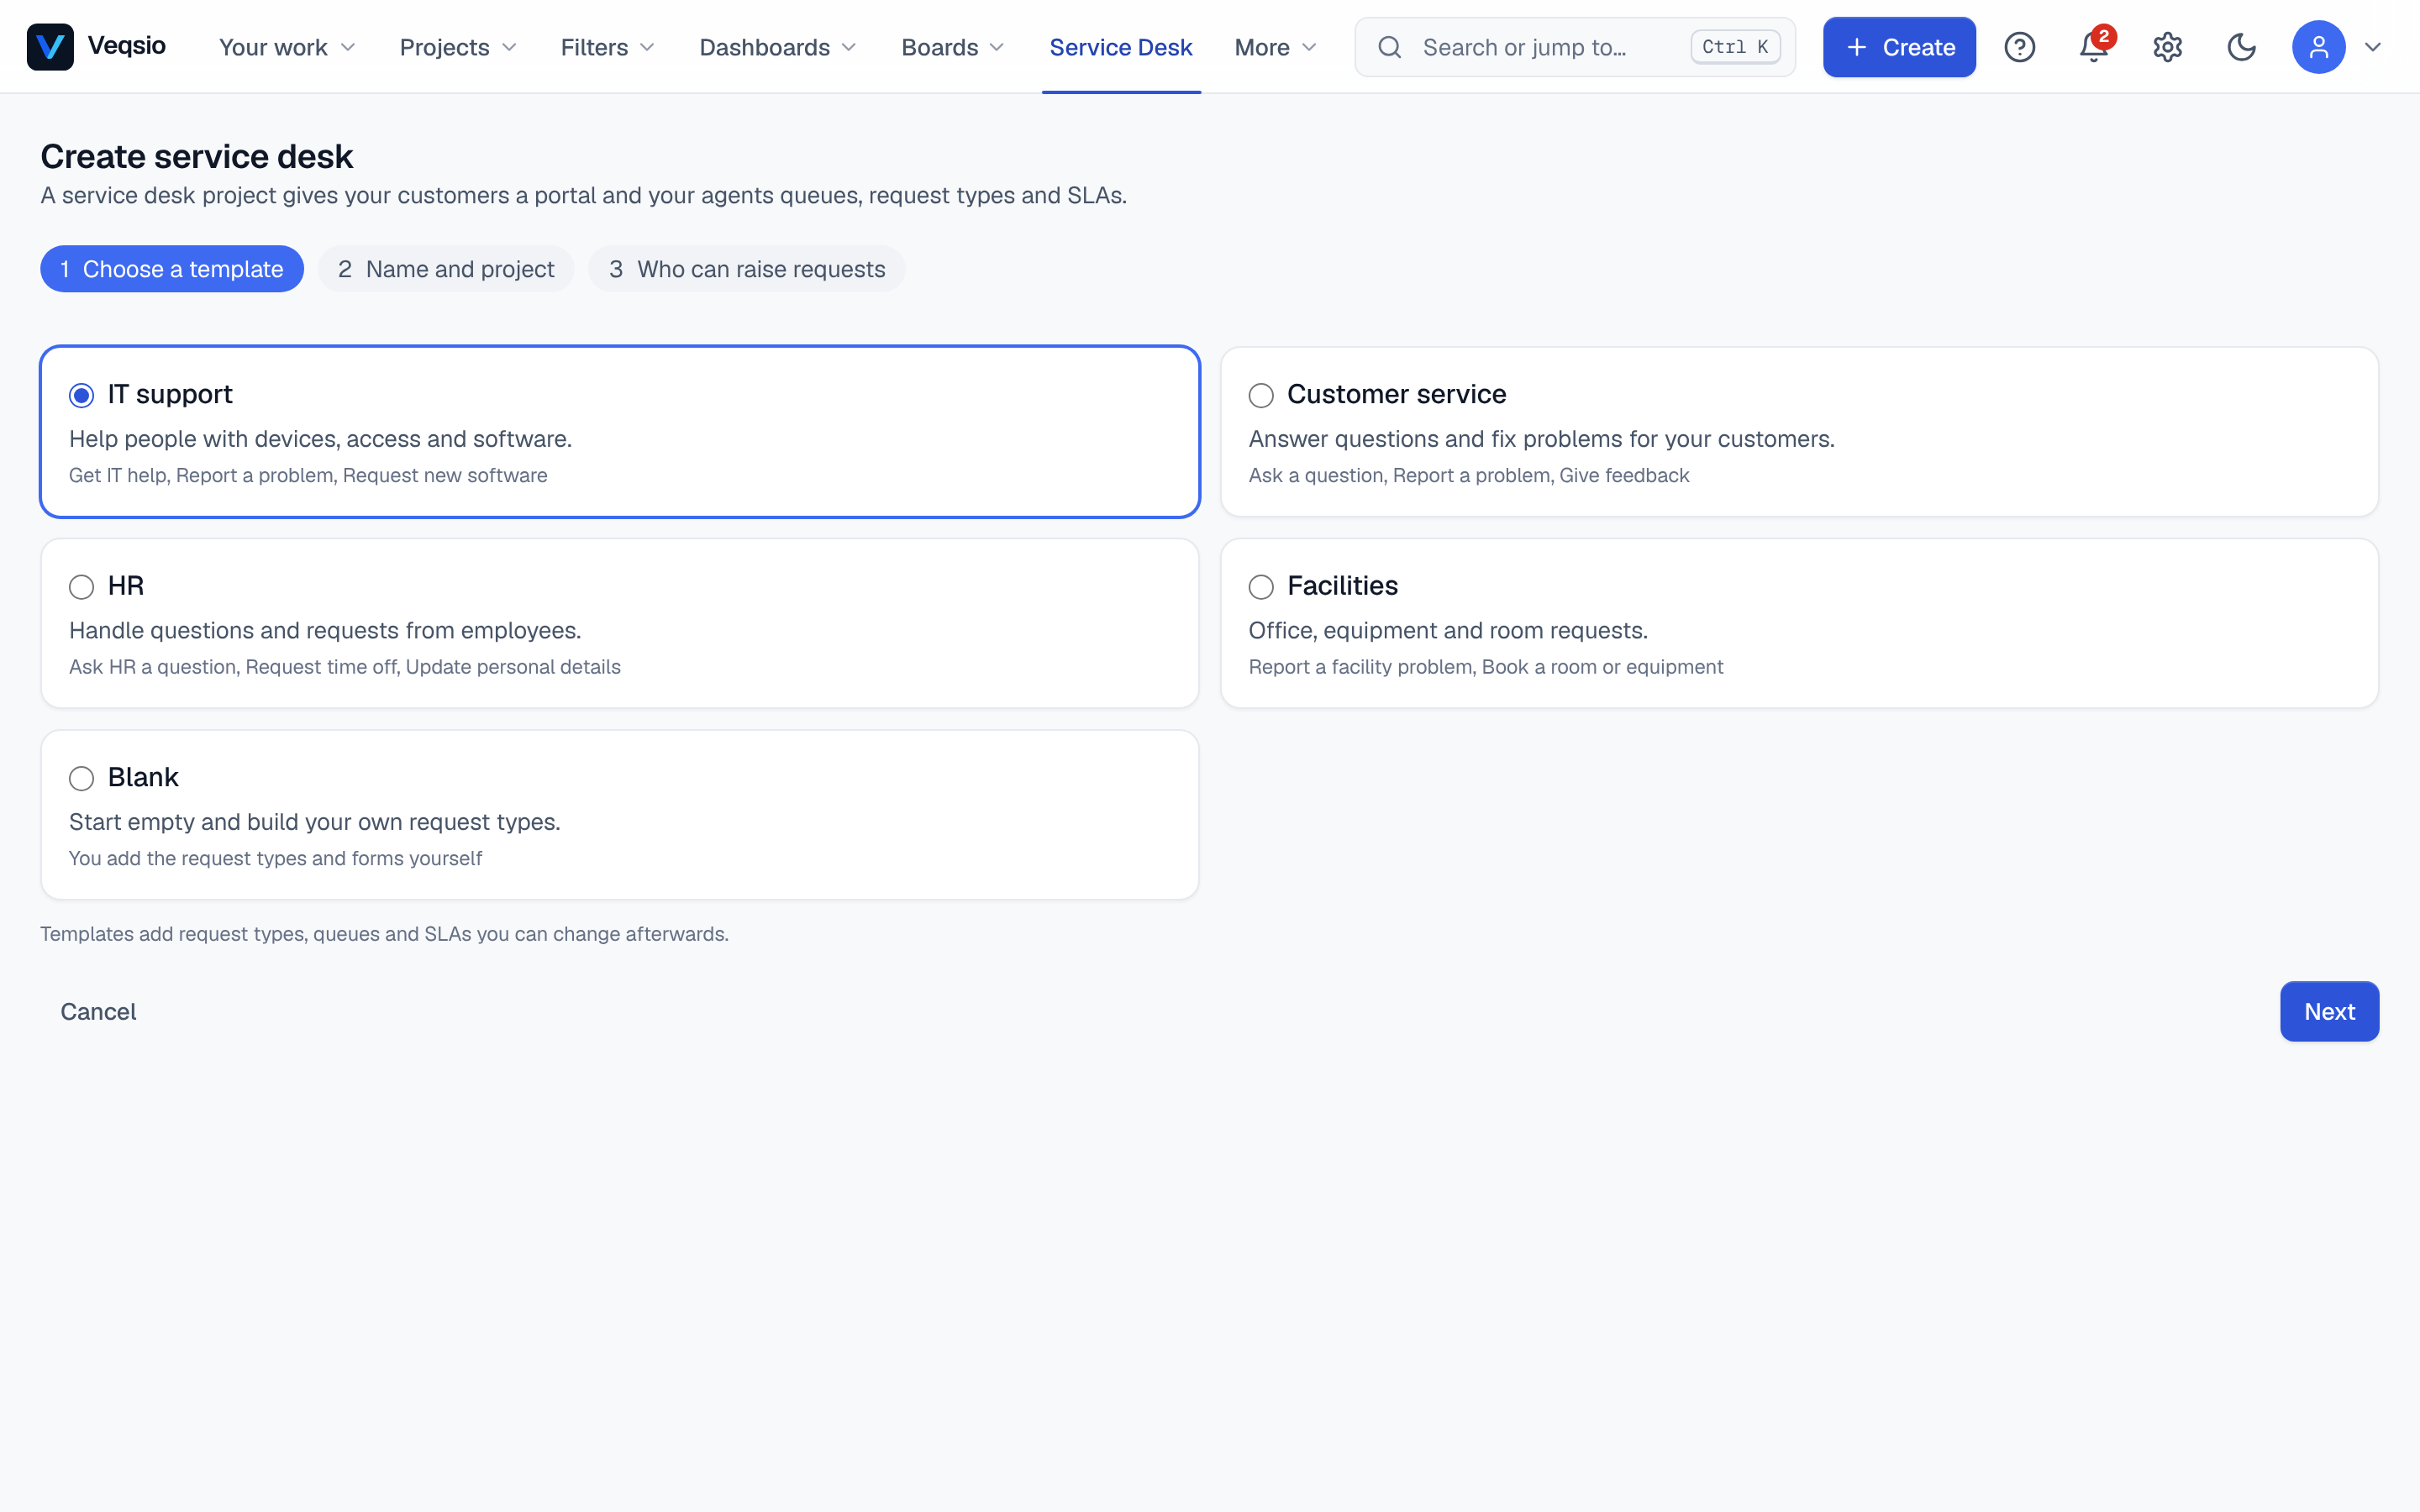 Veqsio Your work Projects Filters Dashboards Boards Service Desk More Search or jump to... Ctrl K + Create 2
Create service desk
A service desk project gives your customers a portal and your agents queues, request types and SLAs.
1 Choose a template 2 Name and project 3 Who can raise requests
IT support
Help people with devices, access and software.
Get IT help, Report a problem, Request new software
Customer service
Answer questions and fix problems for your customers.
Ask a question, Report a problem, Give feedback
HR
Handle questions and requests from employees.
Ask HR a question, Request time off, Update personal details
Facilities
Office, equipment and room requests.
Report a facility problem, Book a room or equipment
Blank
Start empty and build your own request types.
You add the request types and forms yourself
Templates add request types, queues and SLAs you can change afterwards.
Cancel Next